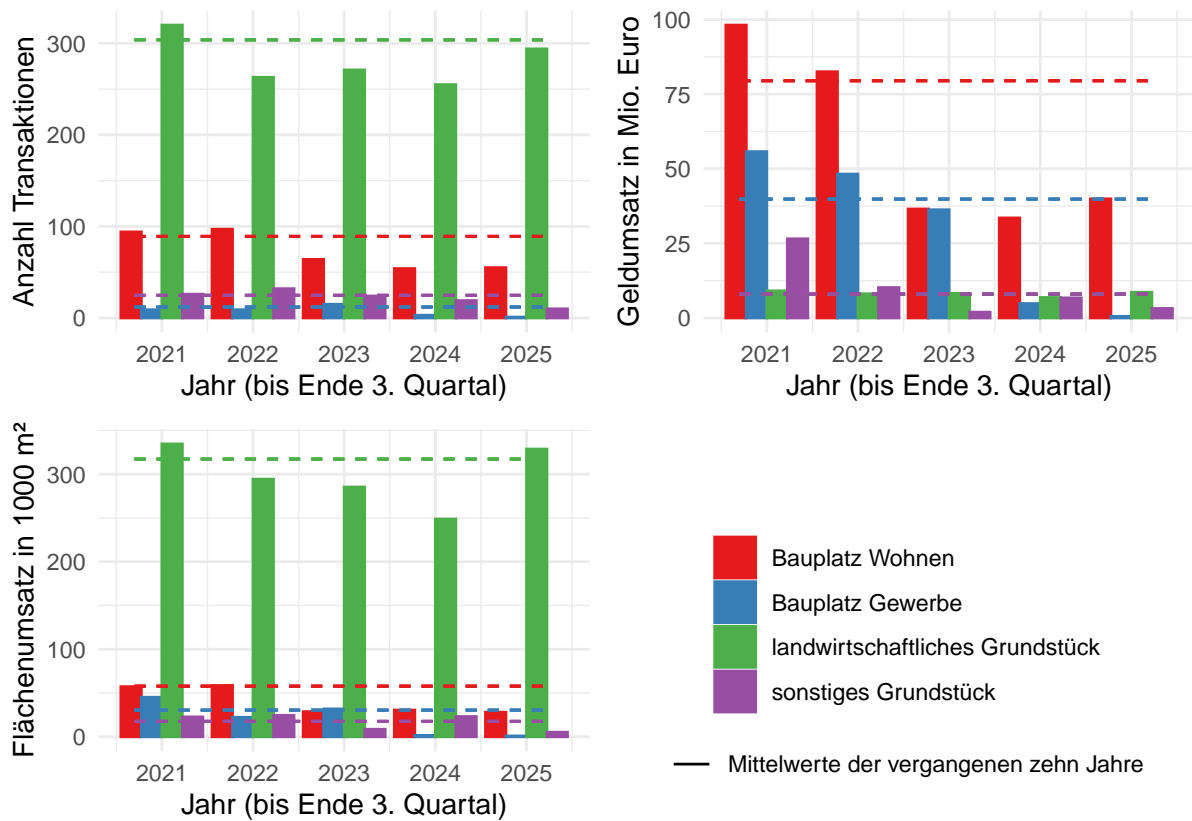 Anzahl Transaktionen
300
200
100
0
2021 2022 2023 2024 2025
Jahr (bis Ende 3. Quartal)
Geldumsatz in Mio. Euro
100
75
50
25
0
2021 2022 2023 2024 2025
Jahr (bis Ende 3. Quartal)
Flächenumsatz in 1000 m²
300
200
100
0
2021 2022 2023 2024 2025
Jahr (bis Ende 3. Quartal)
Bauplatz Wohnen
Bauplatz Gewerbe
landwirtschaftliches Grundstück
sonstiges Grundstück
Mittelwerte der vergangenen zehn Jahre